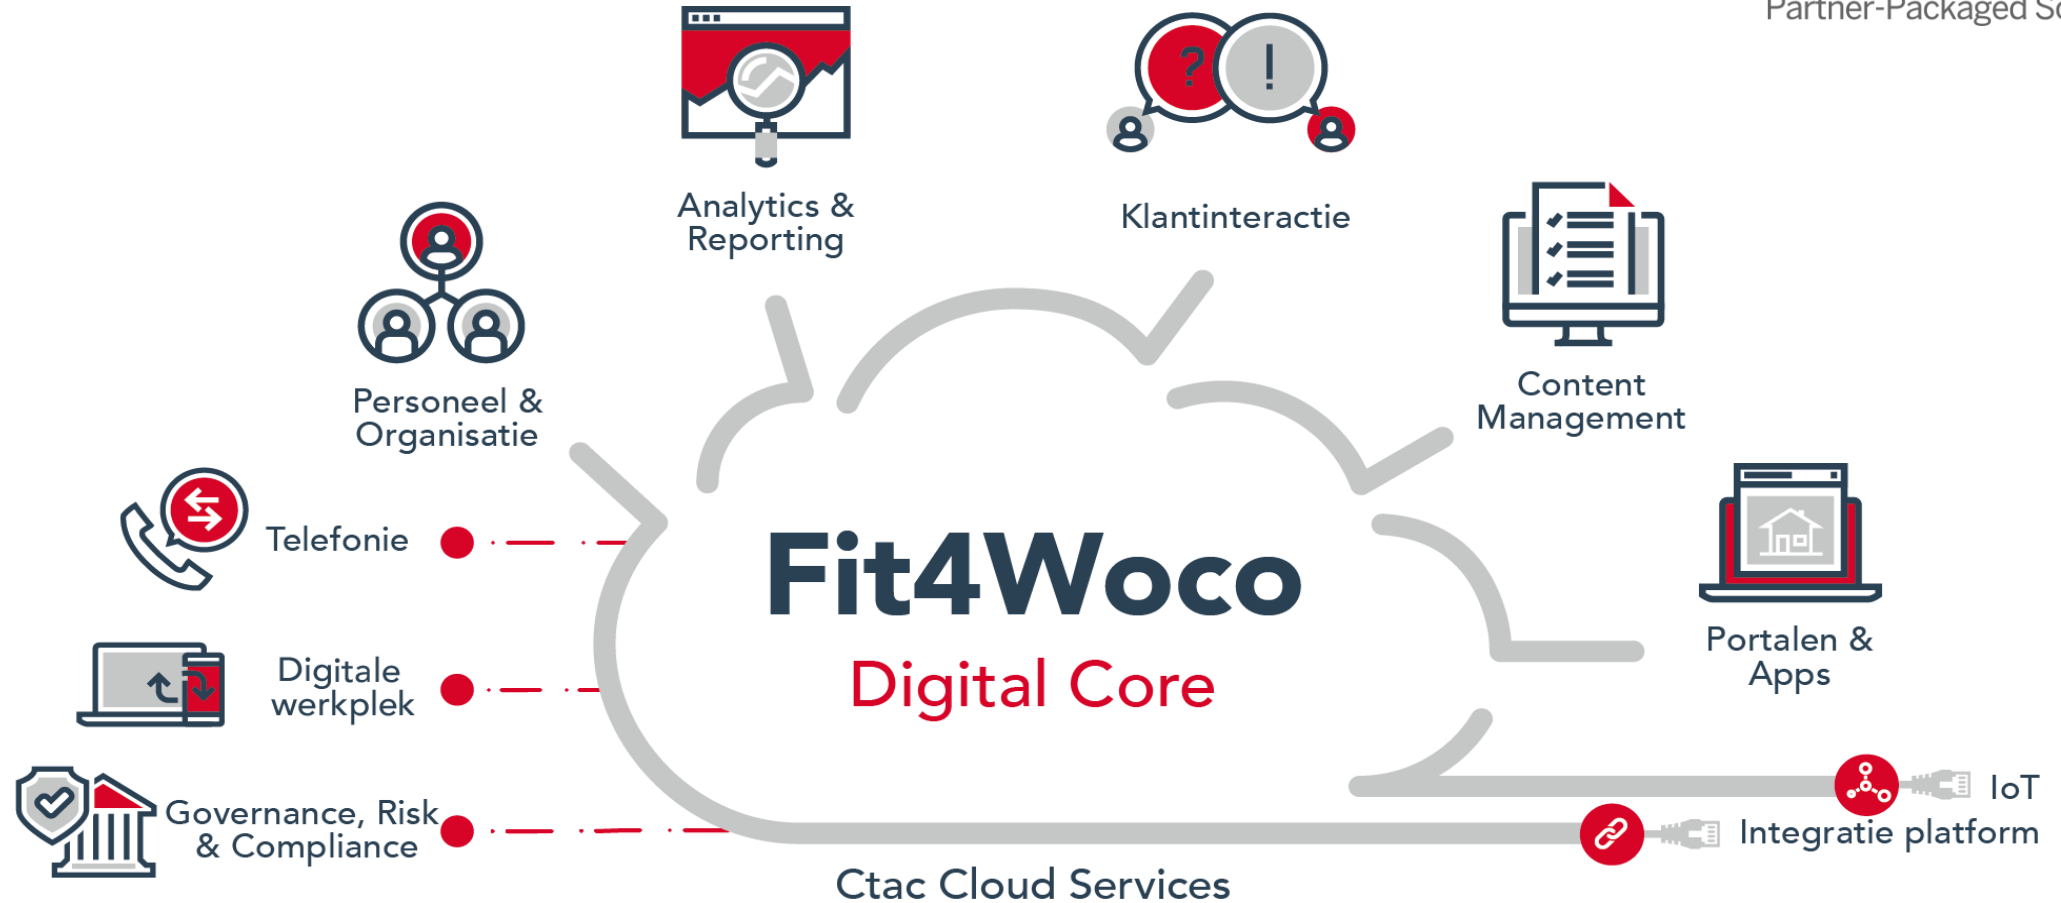 Partner-Packaged
Analytics &
Reporting
Klantinteractie
Content
Management
Personeel &
Organisatie
Telefonie
Fit4Woco
Digital Core
Portalen &
Apps
Digitale
werkplek
Governance, Risk
& Compliance
IoT
Integratie platform
Ctac Cloud Services